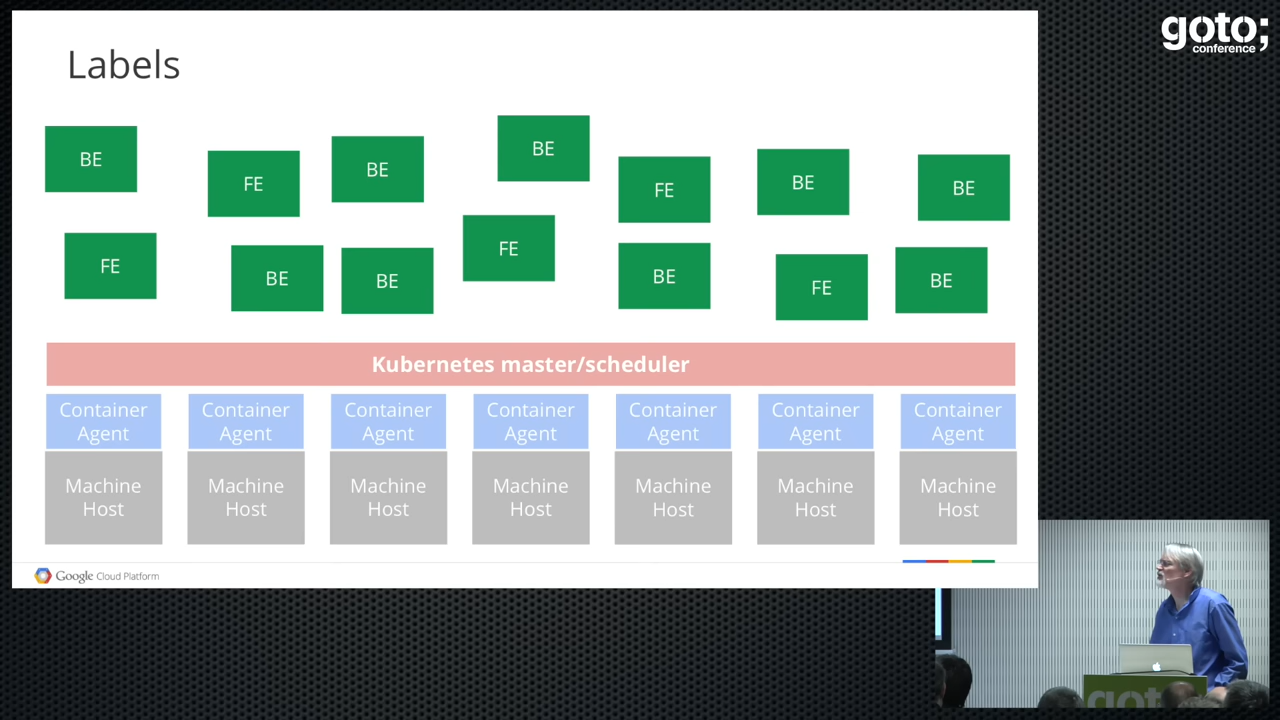 goto;
conference
Labels
BE
FE
BE
BE
FE
BE
BE
FE
BE
BE
FE
BE
FE
BE
Kubernetes master/scheduler
Container
Agent
Container
Agent
Container
Agent
Container
Agent
Container
Agent
Container
Agent
Container
Agent
Machine
Host
Machine
Host
Machine
Host
Machine
Host
Machine
Host
Machine
Host
Machine
Host
Google Cloud Platform
goto